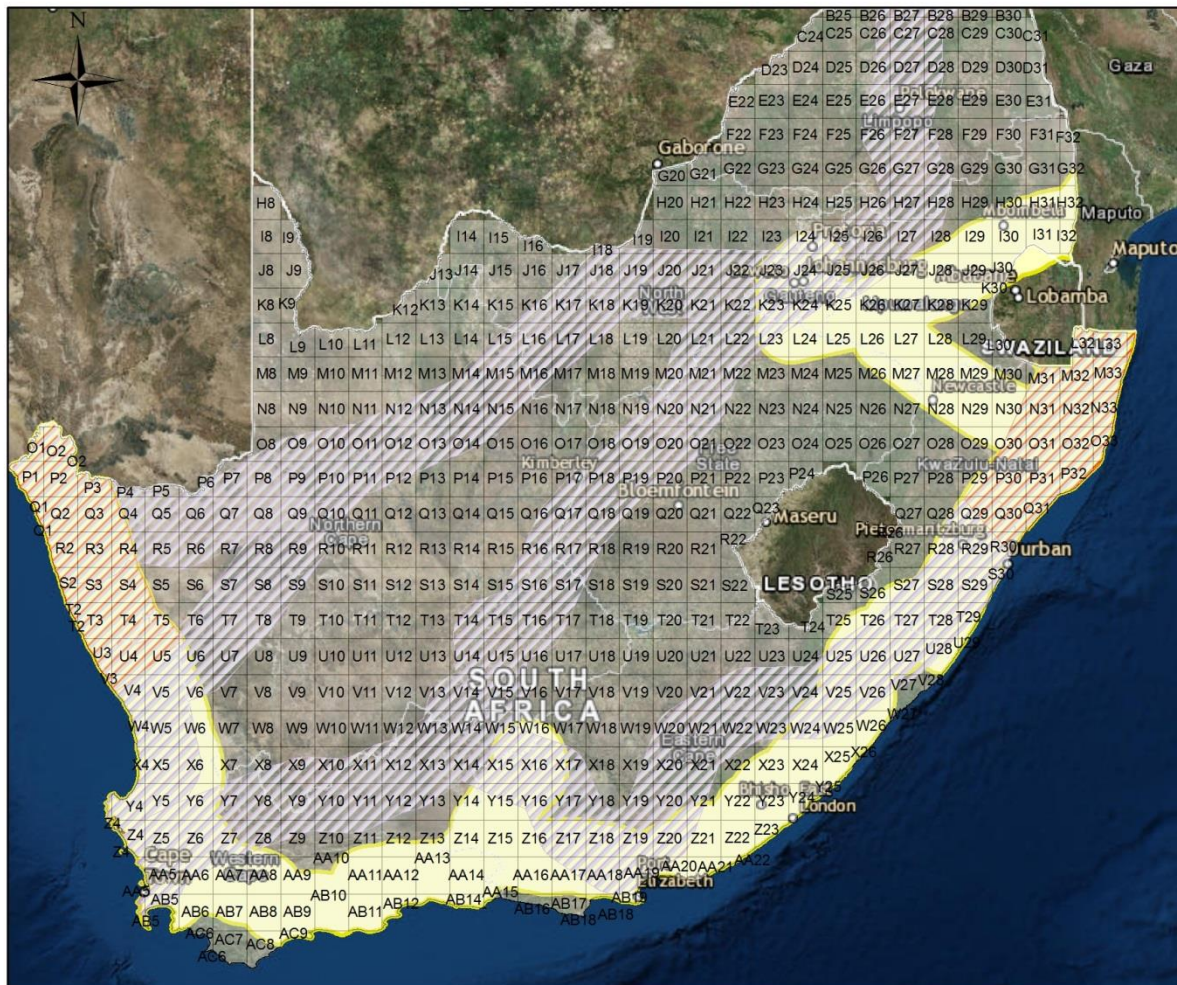 N
B25 B26 B27 B28 B29 B30
C24 C25 C26 C27 C28 C29 C30 C31
D23 D24 D25 D26 D27 D28 D29 D30 D31 Gaza
Polokwane
E22 E23 E24 E25 E26 E27 E28 E29 E30 E31
Limpopo
F22 F23 F24 F25 F26 F27 F28 F29 F30 F31 F32
Gaborone
G20 G21 G22 G23 G24 G25 G26 G27 G28 G29 G30 G31 G32
H8 H20 H21 H22 H23 H24 H25 H26 H27 H28 H29 H30 H31 H32
Mbombela Maputo
I8 I9 I14 I15 I16 I18 I19 I20 I21 I22 I23 I24 I25 I26 I27 I28 I29 I30 I31 I32
Maputo
Johannesburg
J8 J9 J13 J14 J15 J16 J17 J18 J19 J20 J21 J22 J23 J24 J25 J26 J27 J28 J29 J30
Gauteng
North
Lobamba
K8 K9 K12 K13 K14 K15 K16 K17 K18 K19 K20 K21 K22 K23 K24 K25 K26 K27 K28 K29 K30
L8 L9 L10 L11 L12 L13 L14 L15 L16 L17 L18 L19 L20 L21 L22 L23 L24 L25 L26 L27 L28 L29 L30 L32 L33
SWAZILAND
M8 M9 M10 M11 M12 M13 M14 M15 M16 M17 M18 M19 M20 M21 M22 M23 M24 M25 M26 M27 M28 M29 M30 M31 M32 M33
Newcastle
N8 N9 N10 N11 N12 N13 N14 N15 N16 N17 N18 N19 N20 N21 N22 N23 N24 N25 N26 N27 N28 N29 N30 N31 N32 N33
O1 O2 O2 O8 O9 O10 O11 O12 O13 O14 O15 O16 O17 O18 O19 O20 O21 O22 O23 O24 O25 O26 O27 O28 O29 O30 O31 O32 O33
Kimberley Free State KwaZulu-Natal
P1 P2 P3 P4 P5 P6 P7 P8 P9 P10 P11 P12 P13 P14 P15 P16 P17 P18 P19 P20 P21 P22 P23 P24 P26 P27 P28 P29 P30 P31 P32
Bloemfontein
Q1 Q1 Q2 Q3 Q4 Q5 Q6 Q7 Q8 Q9 Q10 Q11 Q12 Q13 Q14 Q15 Q16 Q17 Q18 Q19 Q20 Q21 Q22 Q23 Q27 Q28 Q29 Q30 Q31
Maseru
Northern Cape
Pietermaritzburg
Durban
R2 R3 R4 R5 R6 R7 R8 R9 R10 R11 R12 R13 R14 R15 R16 R17 R18 R19 R20 R21 R22 R26 R26 R27 R28 R29 R30
LESOTHO
S2 S3 S4 S5 S6 S7 S8 S9 S10 S11 S12 S13 S14 S15 S16 S17 S18 S19 S20 S21 S22 S25 S26 S27 S28 S29 S30
T2 T2 T3 T4 T5 T6 T7 T8 T9 T10 T11 T12 T13 T14 T15 T16 T17 T18 T19 T20 T21 T22 T23 T24 T25 T26 T27 T28 T29
U3 U4 U5 U6 U7 U8 U9 U10 U11 U12 U13 U14 U15 U16 U17 U18 U19 U20 U21 U22 U23 U24 U25 U26 U27 U28 U29
SOUTH
V3 V4 V5 V6 V7 V8 V9 V10 V11 V12 V13 V14 V15 V16 V17 V18 V19 V20 V21 V22 V23 V24 V25 V26 V27 V28
AFRICA
W4 W5 W6 W7 W8 W9 W10 W11 W12 W13 W14 W15 W16 W17 W18 W19 W20 W21 W22 W23 W24 W25 W26 W27
Eastern
Cape
X4 X5 X6 X7 X8 X9 X10 X11 X12 X13 X14 X15 X16 X17 X18 X19 X20 X21 X22 X23 X24 X25 X26
Bhisho East
London
Y4 Y5 Y6 Y7 Y8 Y9 Y10 Y11 Y12 Y13 Y14 Y15 Y16 Y17 Y18 Y19 Y20 Y21 Y22 Y23 Y24 Y25
Z4 Z4 Z4 Z5 Z6 Z7 Z8 Z9 Z10 Z11 Z12 Z13 Z14 Z15 Z16 Z17 Z18 Z19 Z20 Z21 Z22 Z23
Cape Town Western Cape Port Elizabeth
AA5 AA5 AA6 AA7 AA8 AA9 AA10 AA11 AA12 AA13 AA14 AA15 AA16 AA17 AA18 AA19 AA20 AA21 AA22
AB5 AB5 AB6 AB7 AB8 AB9 AB10 AB11 AB12 AB14 AB16 AB17 AB18 AB18 AB19
AC6 AC6 AC7 AC8 AC9